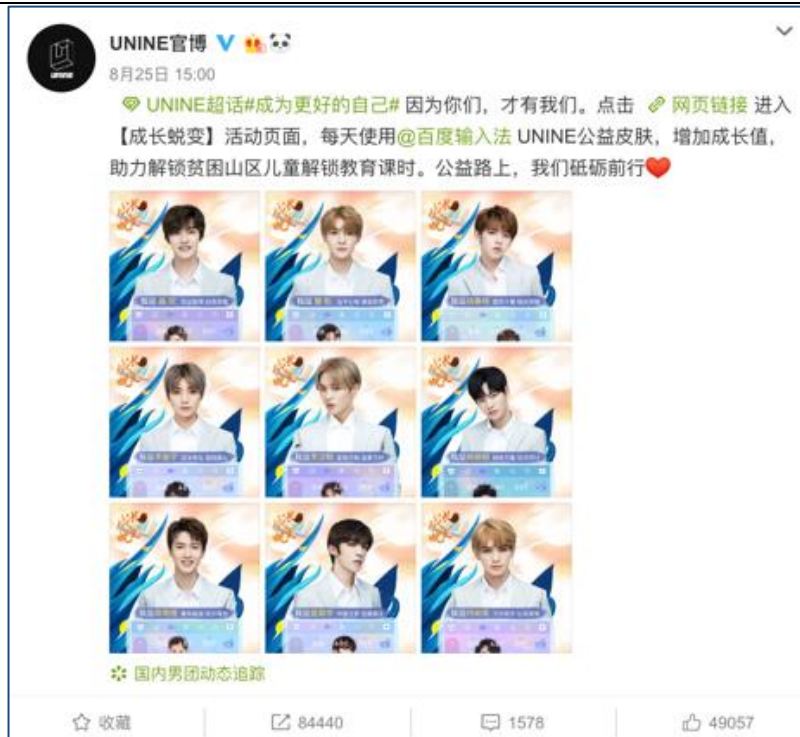 UNINE官博
8月25日 15:00
UNINE超话#成为更好的自己# 因为你们，才有我们。点击 网页链接 进入
【成长蜕变】活动页面，每天使用@百度输入法 UNINE公益皮肤，增加成长值，
助力解锁贫困山区儿童解锁教育课时。公益路上，我们砥砺前行
国内男团动态追踪
收藏 84440 1578 49057